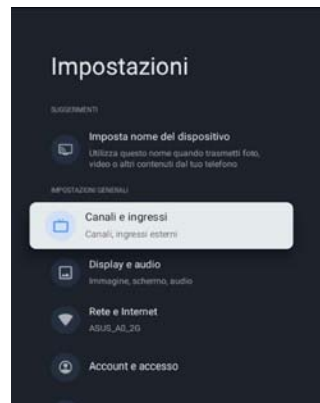 Impostazioni
SUGGERIMENTI
Imposta nome del dispositivo
Utilizza questo nome quando trasmetti foto,
video o altri contenuti dal tuo telefono
IMPOSTAZIONI GENERALI
Canali e ingressi
Canali, ingressi esterni
Display e audio
Immagine, schermo, audio
Rete e Internet
ASUS_A0_2G
Account e accesso